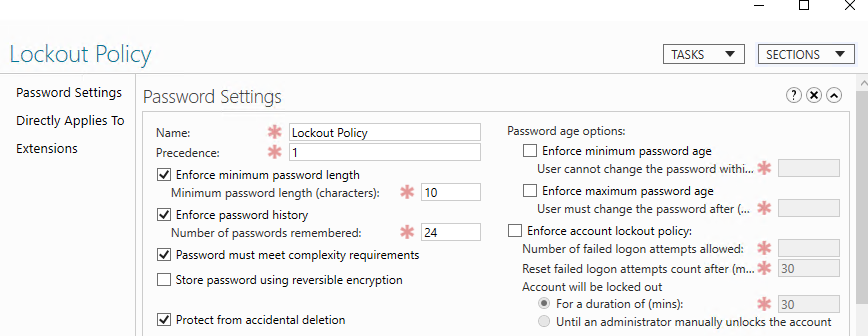 Lockout Policy
TASKS
SECTIONS
Password Settings
Directly Applies To
Extensions
Password Settings
?
Name: * Lockout Policy
Precedence: * 1
Enforce minimum password length
Minimum password length (characters): * 10
Enforce password history
Number of passwords remembered: * 24
Password must meet complexity requirements
Store password using reversible encryption
Protect from accidental deletion
Password age options:
Enforce minimum password age
User cannot change the password withi... *
Enforce maximum password age
User must change the password after (... *
Enforce account lockout policy:
Number of failed logon attempts allowed: *
Reset failed logon attempts count after (m... * 30
Account will be locked out
For a duration of (mins): * 30
Until an administrator manually unlocks the account